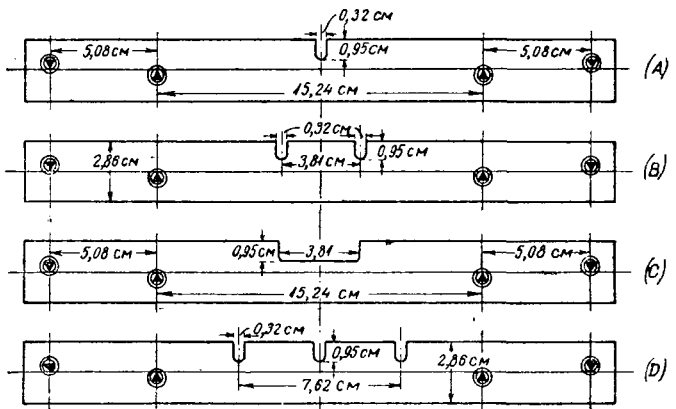 0,32 см
5,08 см
0,95 см
5,08 см
15,24 см
(A)
0,32 см
2,86 см
3,81 см
0,95 см
(B)
5,08 см
0,95 см
3,81
5,08 см
15,24 см
(C)
0,32 см
0,95 см
2,86 см
7,62 см
(D)